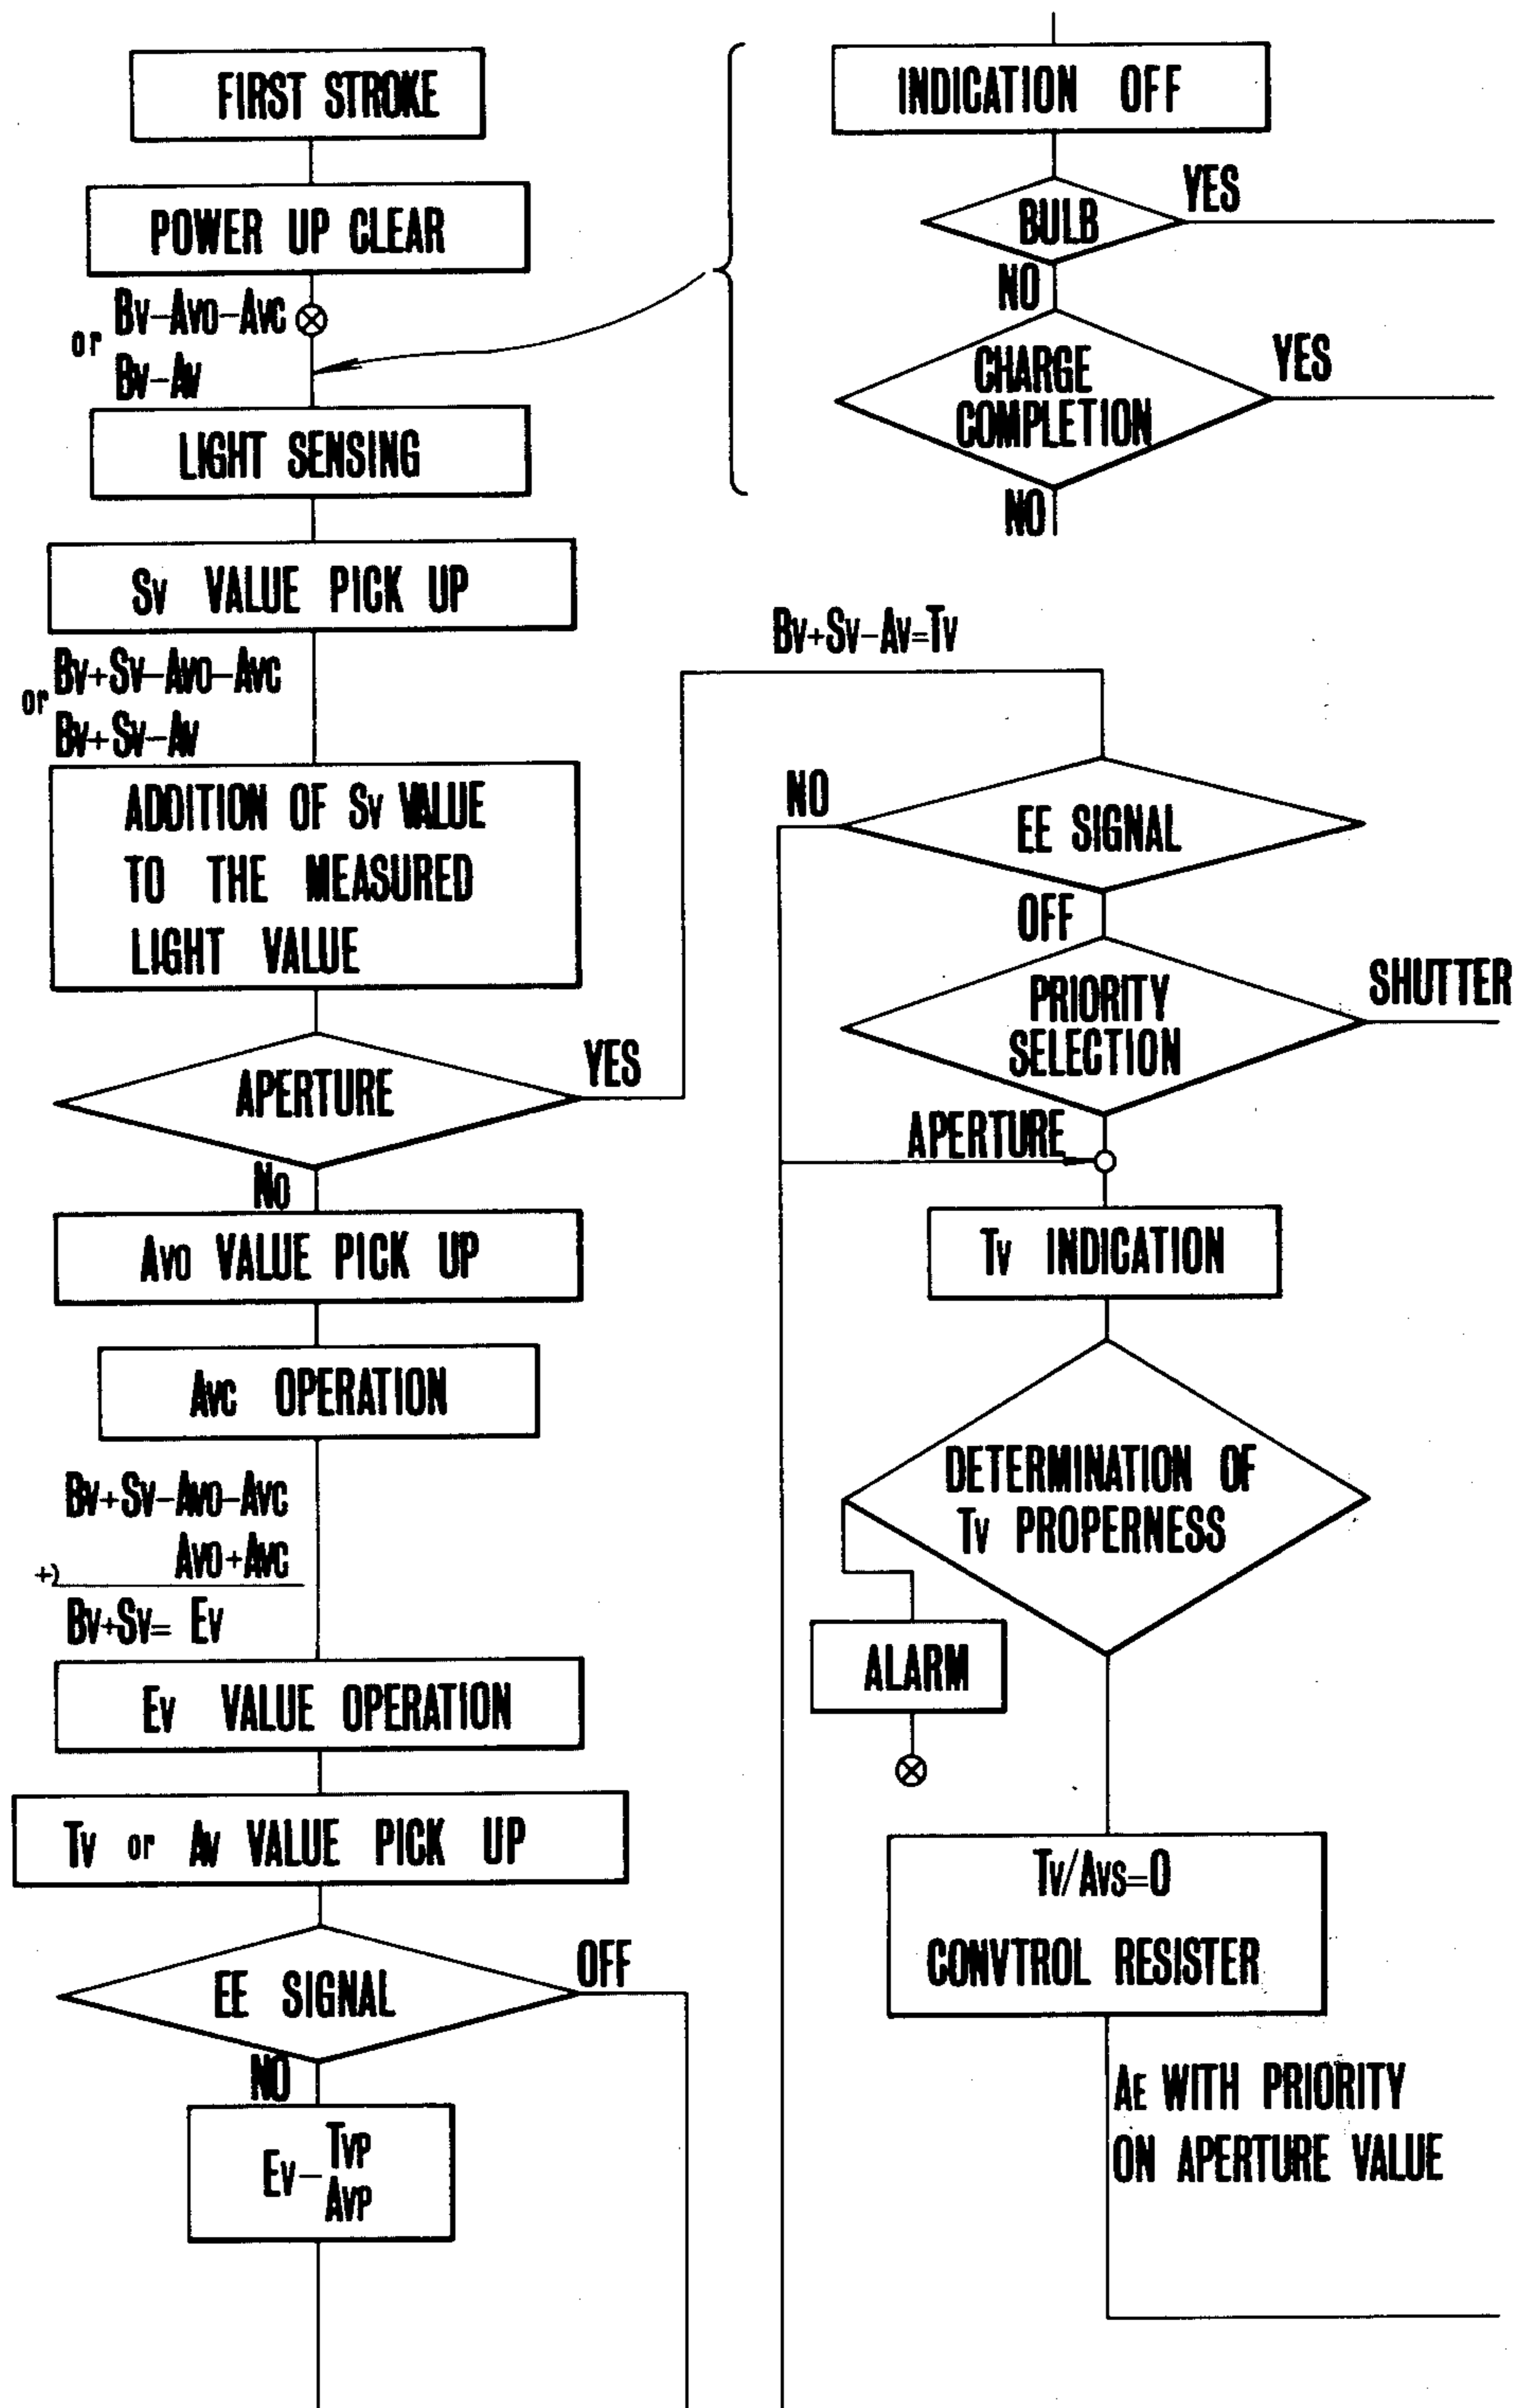 FIRST STROKE
POWER UP CLEAR
Bv-Avo-Avc
or
Bv-Av
LIGHT SENSING
Sv VALUE PICK UP
Bv+Sv-Avo-Avc
or
Bv+Sv-Av
ADDITION OF Sv VALUE
TO THE MEASURED
LIGHT VALUE
APERTURE
YES
NO
Avo VALUE PICK UP
Avc OPERATION
Bv+Sv-Avo-Avc
+) Avo+Avc
Bv+Sv= Ev
Ev VALUE OPERATION
Tv or Av VALUE PICK UP
EE SIGNAL
OFF
NO
Ev-Tvp
Avp
INDICATION OFF
BULB
YES
NO
CHARGE
COMPLETION
YES
NO
Bv+Sv-Av=Tv
NO
EE SIGNAL
OFF
PRIORITY
SELECTION
SHUTTER
APERTURE
Tv INDICATION
DETERMINATION OF
Tv PROPERNESS
ALARM
Tv/Avs=0
CONVTROL RESISTER
AE WITH PRIORITY
ON APERTURE VALUE